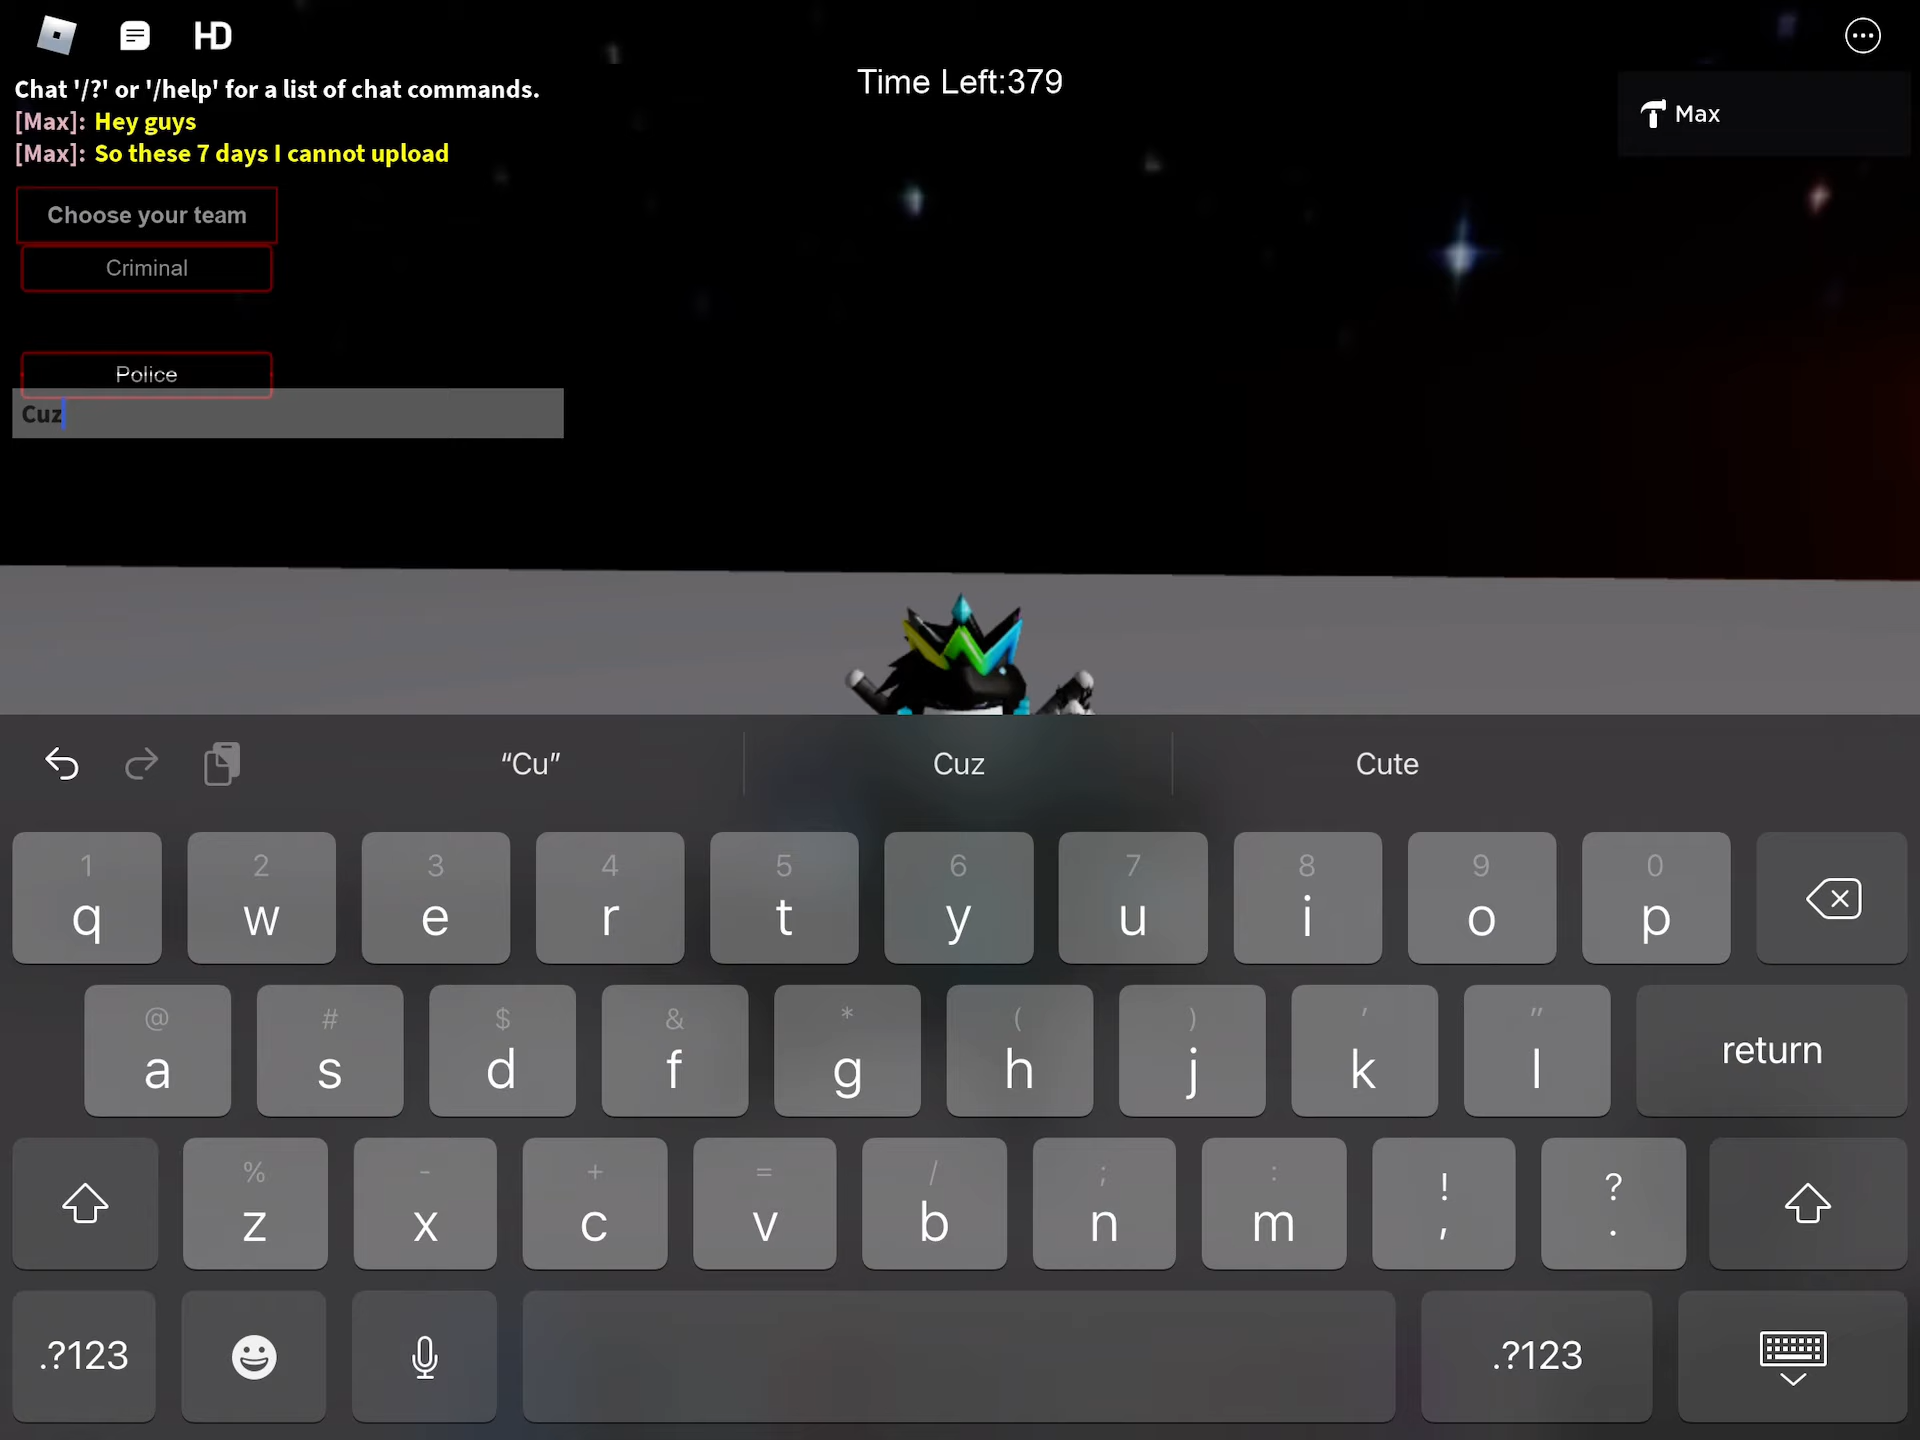 HD
Chat '/?' or '/help' for a list of chat commands.
Time Left:379
[Max]: Hey guys
[Max]: So these 7 days I cannot upload
Max
Choose your team
Criminal
Police
Cuz
“Cu” Cuz Cute
1 2 3 4 5 6 7 8 9 0
q w e r t y u i o p
@ # $ & * ( ) ' "
a s d f g h j k l return
% - + = / ; : ! ?
z x c v b n m , .
.?123 .?123